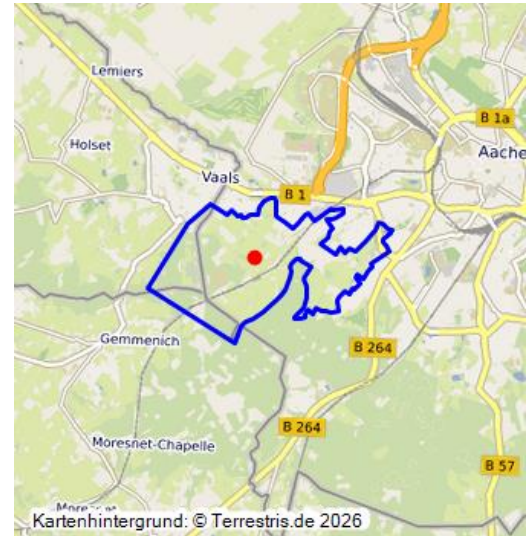 Lemiers
B 1a
Holset
Aache
Vaals
B 1
Gemmenich
B 264
Moresnet-Chapelle
B 264
B 57
Kartenhintergrund: © Terrestris.de 2026